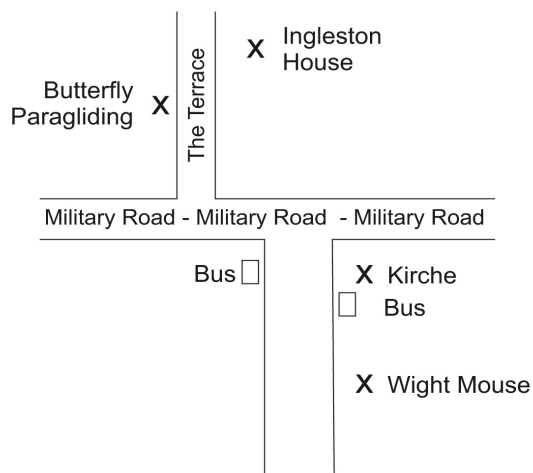 Ingleston
House
X
Butterfly
Paragliding
X
The Terrace
Military Road - Military Road - Military Road
Bus
X Kirche
Bus
X Wight Mouse